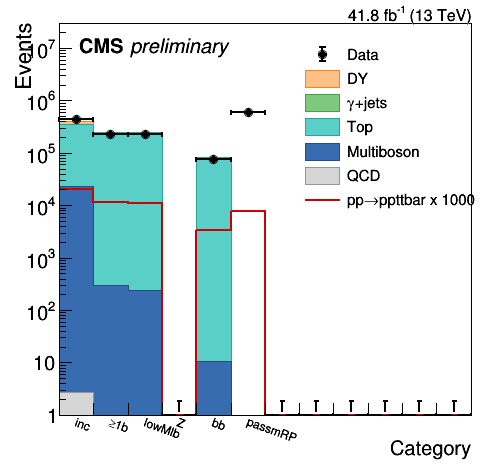 41.8 fb⁻¹ (13 TeV)
Events
CMS preliminary
Data
DY
γ+jets
Top
Multiboson
QCD
pp→ppttbar x 1000
10⁷
10⁶
10⁵
10⁴
10³
10²
10
1
inc
≥1b
lowMlb
Z
bb
passmRP
Category